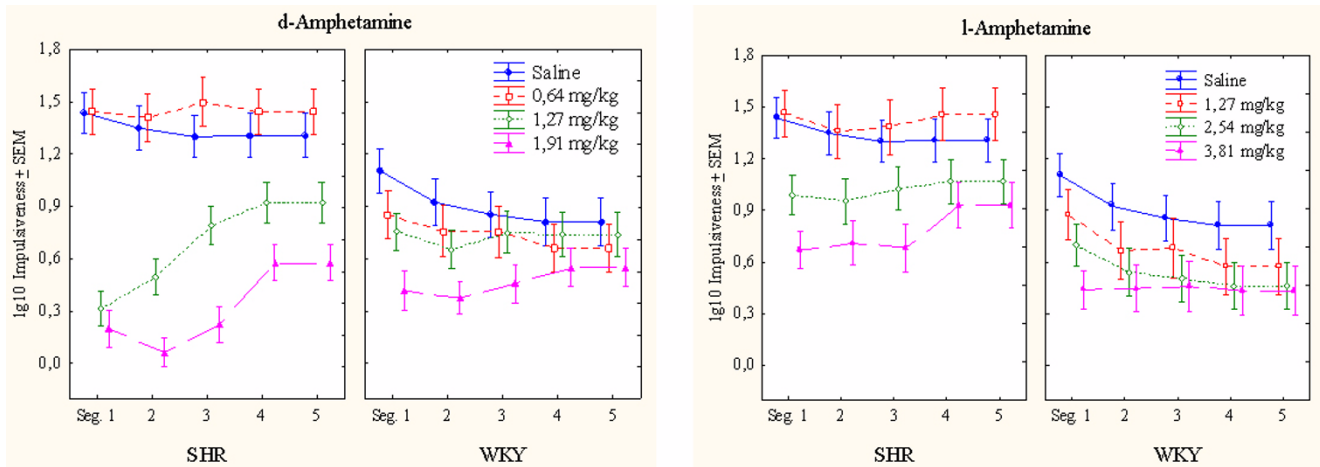 d-Amphetamine
lg10 Impulsaveness ± SEM
1,8
1,5
1,2
0,9
0,6
0,3
0,0
Saline
0,64 mg/kg
1,27 mg/kg
1,91 mg/kg
Seg. 1 2 3 4 5
Seg. 1 2 3 4 5
SHR
WKY
l-Amphetamine
lg10 Impulsaveness ± SEM
1,8
1,5
1,2
0,9
0,6
0,3
0,0
Saline
1,27 mg/kg
2,54 mg/kg
3,81 mg/kg
Seg. 1 2 3 4 5
Seg. 1 2 3 4 5
SHR
WKY